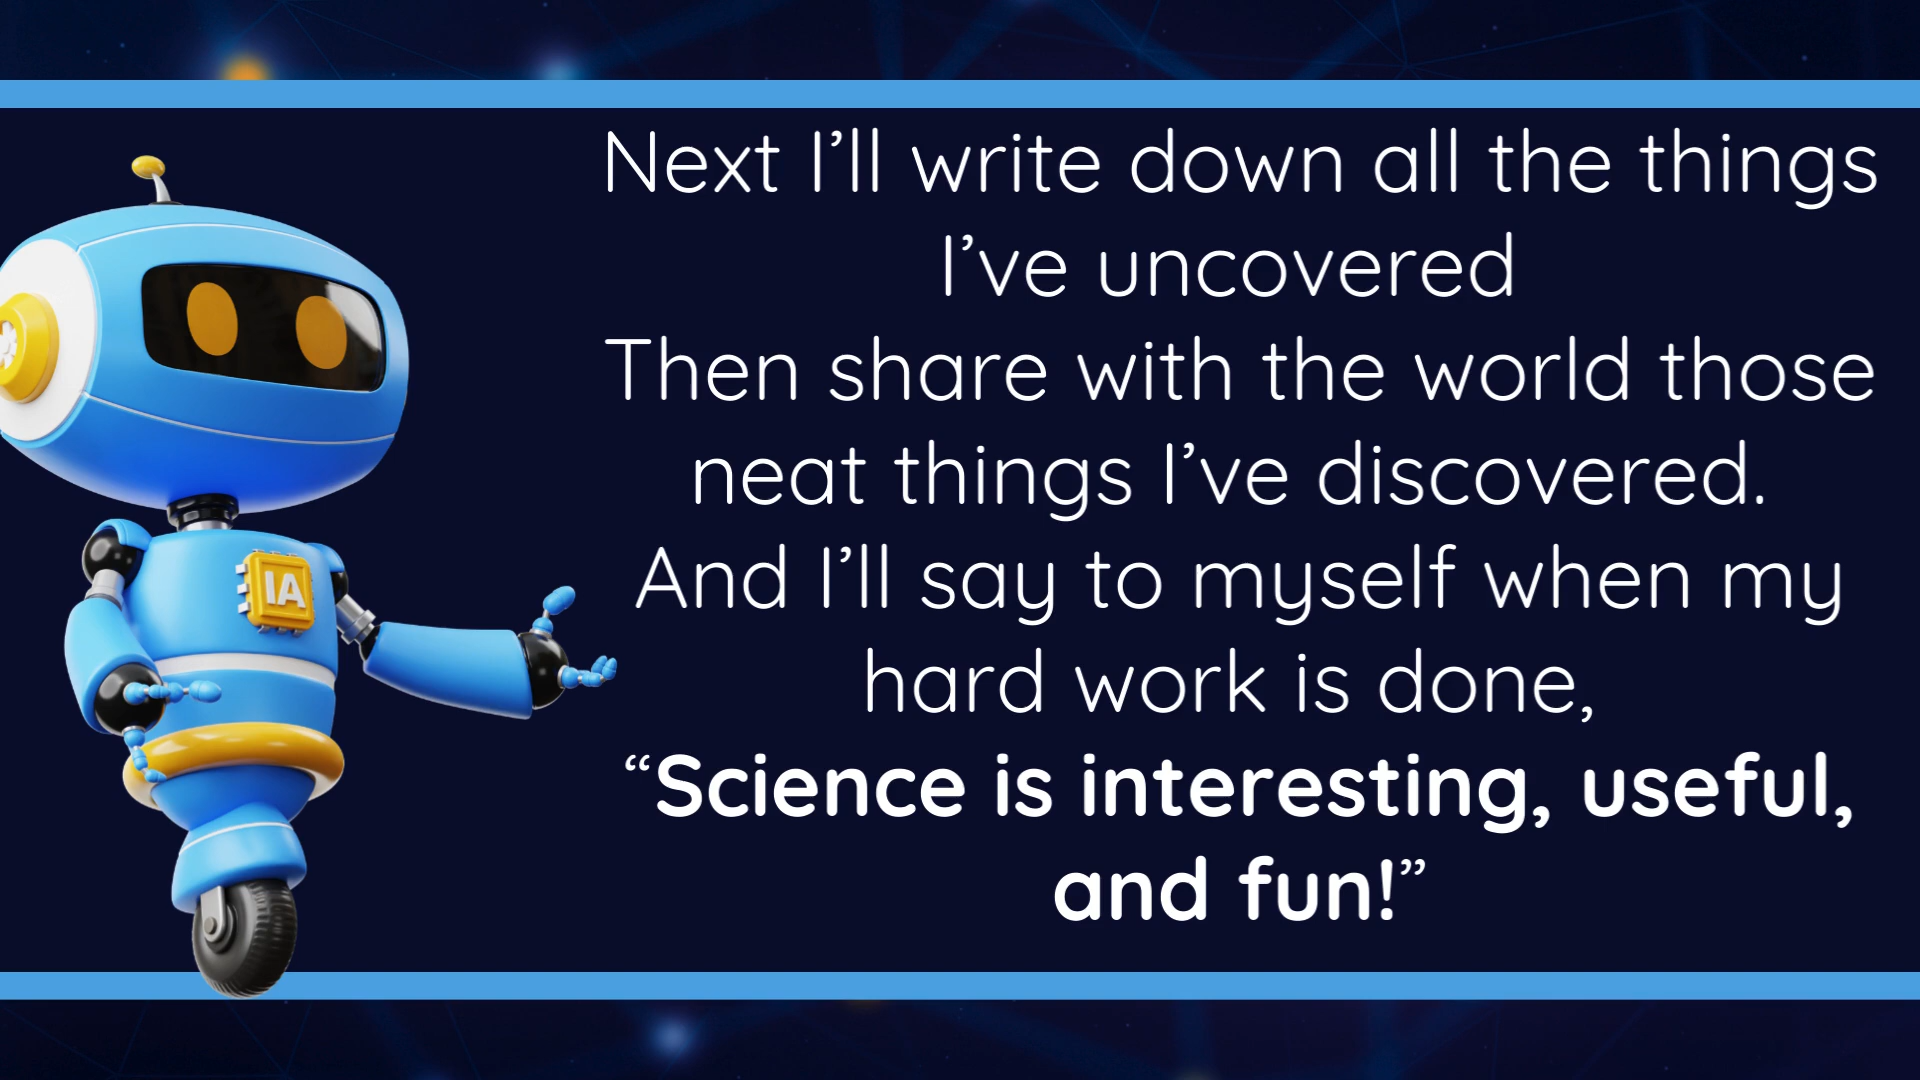 Next I’ll write down all the things
I’ve uncovered
Then share with the world those
neat things I’ve discovered.
And I’ll say to myself when my
hard work is done,
“Science is interesting, useful,
and fun!”
IA